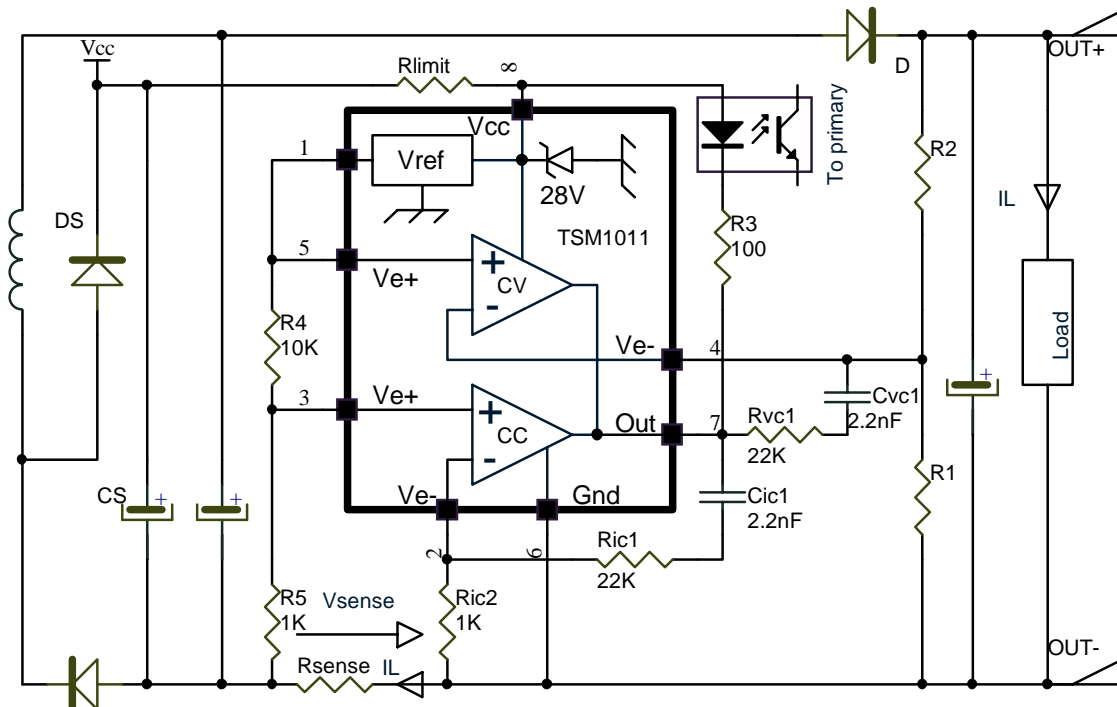 Vcc
Rlimit
8
D
OUT+
To primary
Vcc
1
Vref
28V
R2
IL
DS
TSM1011
R3
100
5
Ve+
+
CV
-
R4
10K
Ve-
4
Load
3
Ve+
+
CC
-
Out
7
Rvc1
22K
Cvc1
2.2nF
+
R1
CS
+
+
Ve-
Gnd
Cic1
2.2nF
2
6
Ric1
22K
R5
1K
Vsense
Ric2
1K
Rsense
IL
OUT-